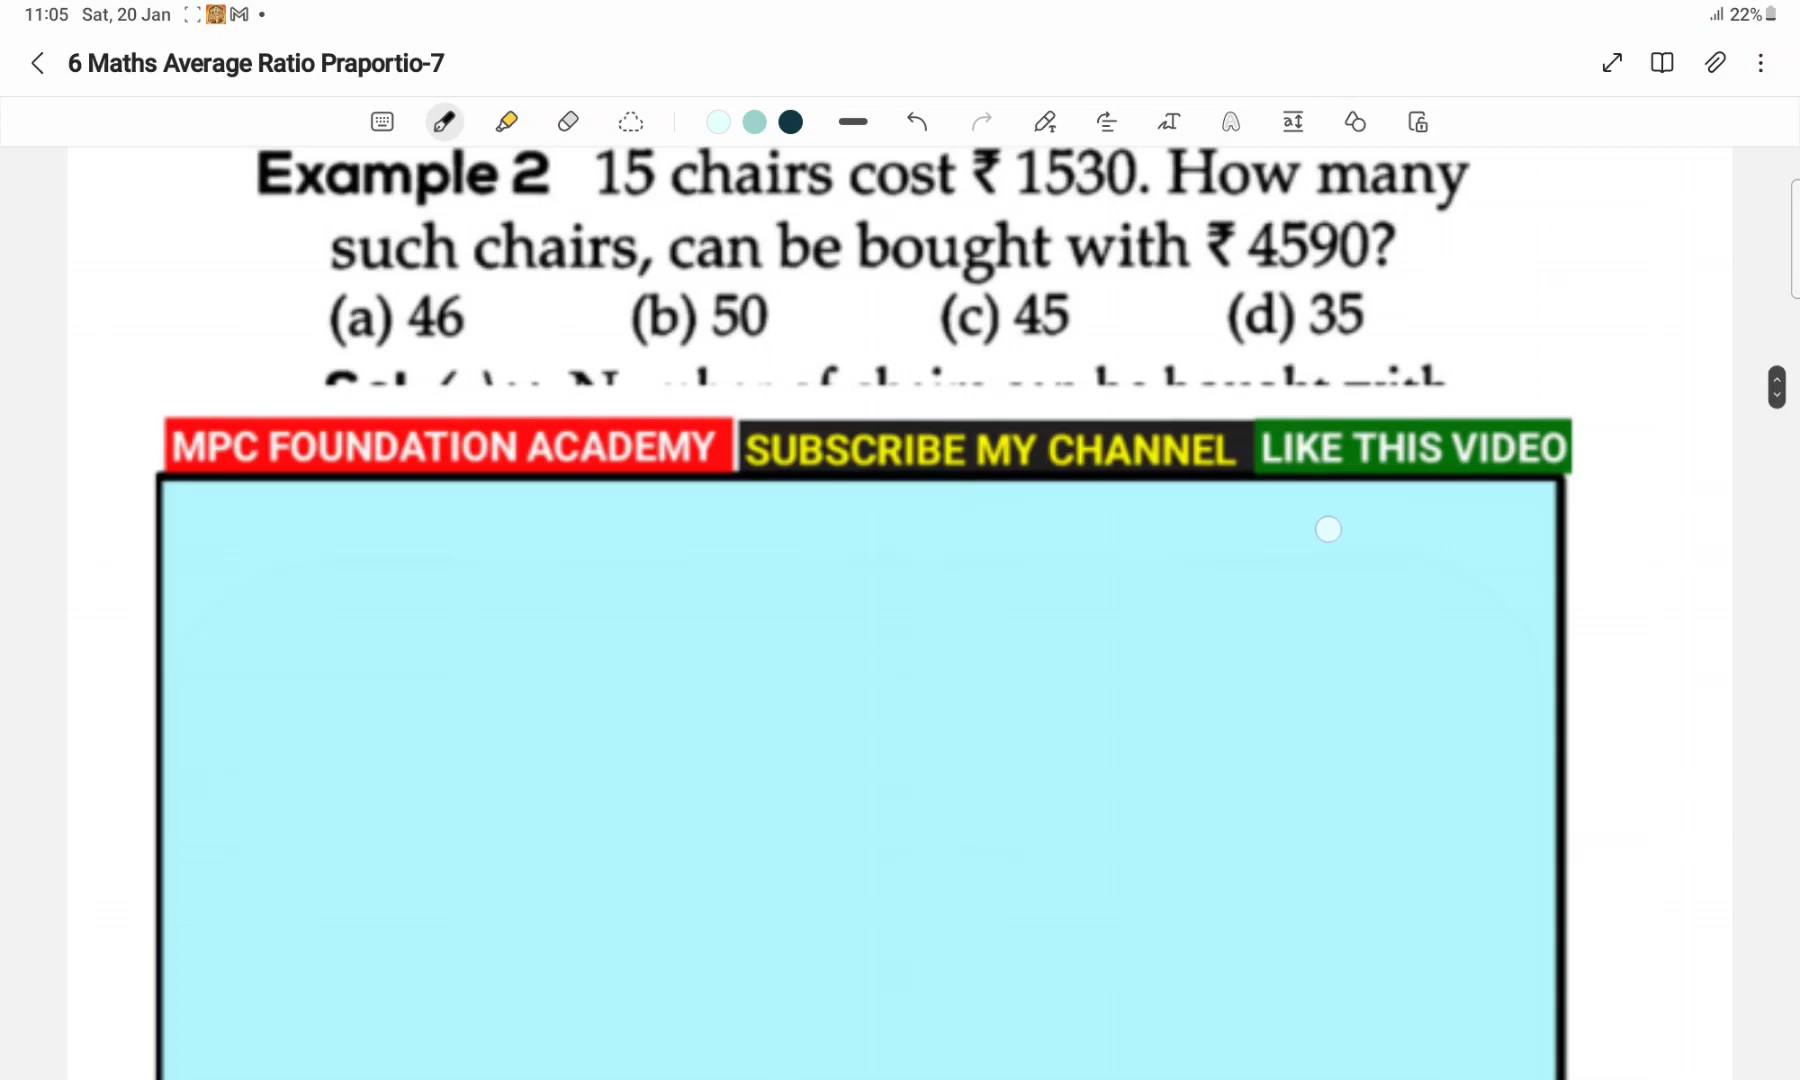 11:05 Sat, 20 Jan
22%
6 Maths Average Ratio Praportio-7
Example 2 15 chairs cost ₹ 1530. How many
such chairs, can be bought with ₹ 4590?
(a) 46 (b) 50 (c) 45 (d) 35
MPC FOUNDATION ACADEMY SUBSCRIBE MY CHANNEL LIKE THIS VIDEO